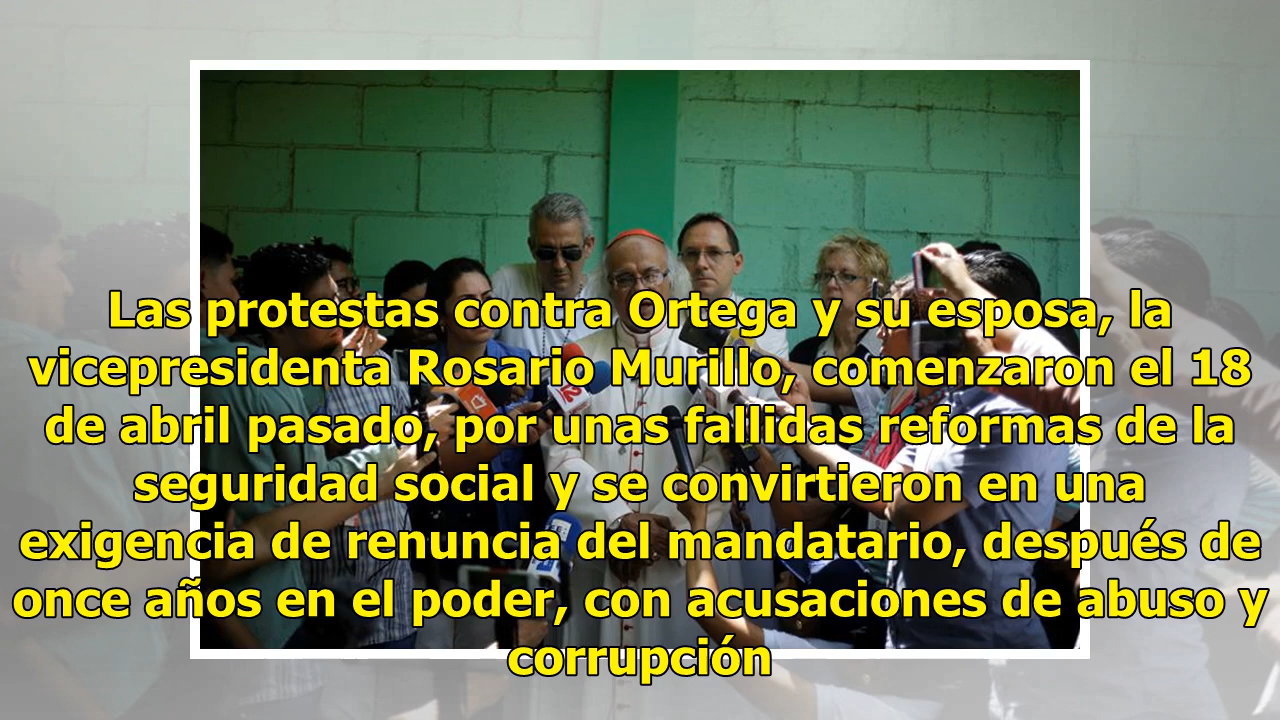 Las protestas contra Ortega y su esposa, la
vicepresidenta Rosario Murillo, comenzaron el 18
de abril pasado, por unas fallidas reformas de la
seguridad social y se convirtieron en una
exigencia de renuncia del mandatario, después de
once años en el poder, con acusaciones de abuso y
corrupción
12